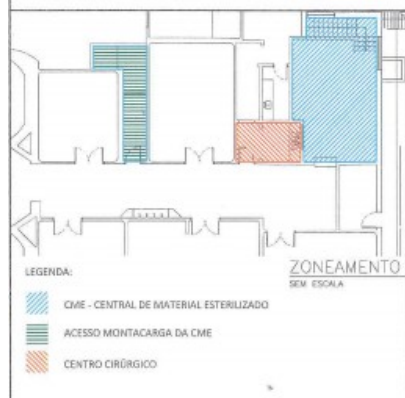 ZONEAMENTO
SEM ESCALA
LEGENDA:
CME - CENTRAL DE MATERIAL ESTERILIZADO
ACESSO MONTACARGA DA CME
CENTRO CIRÚRGICO